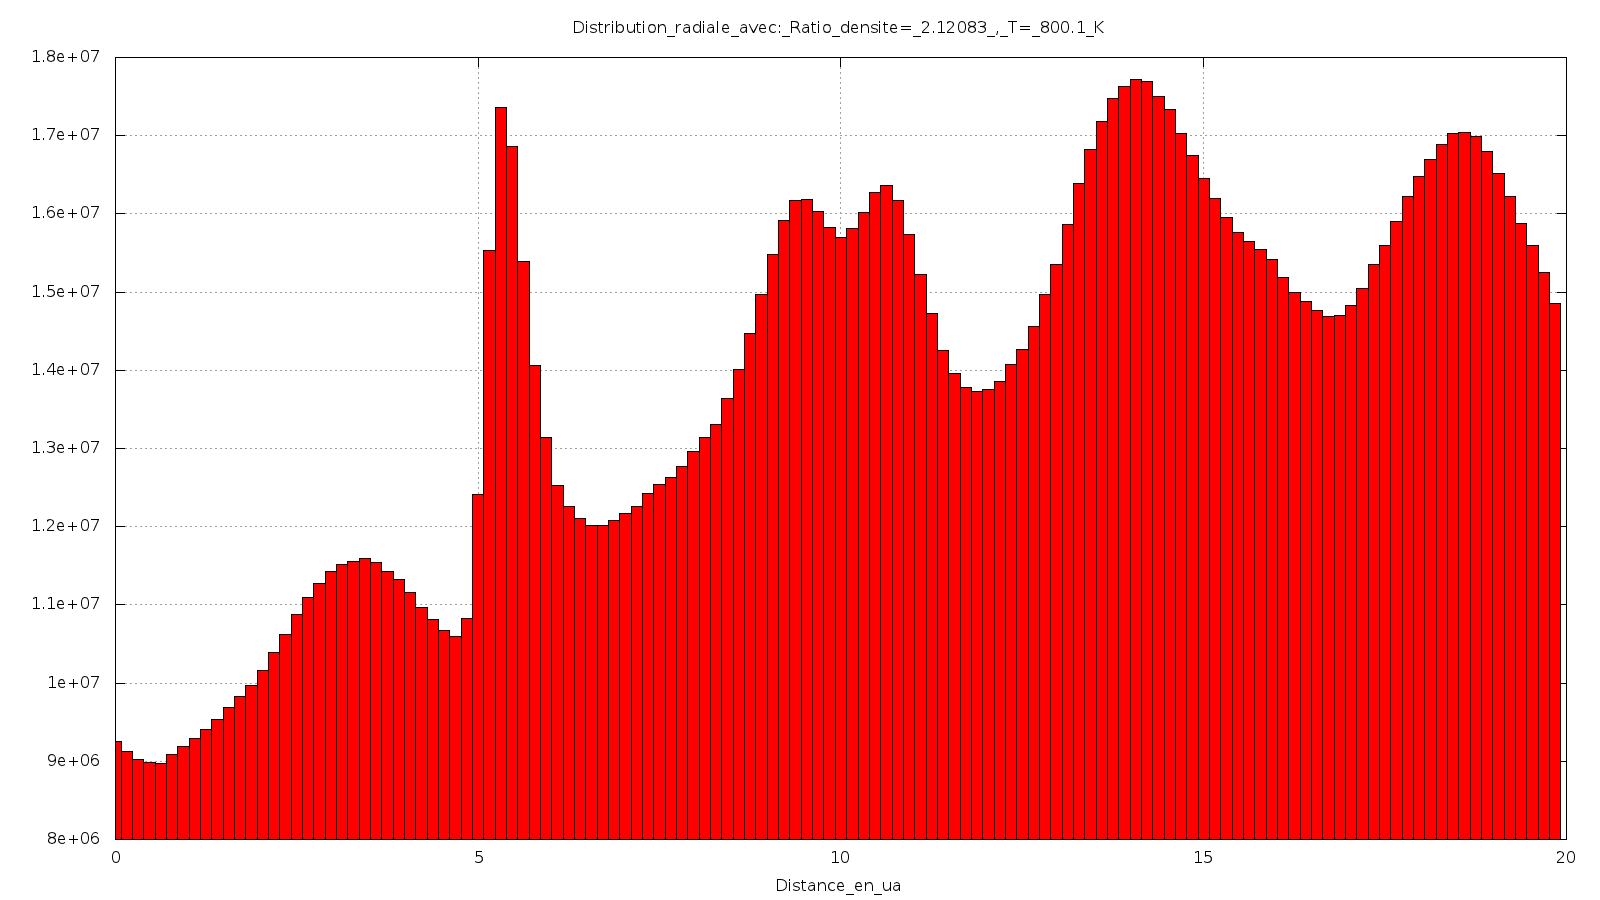 Distribution_radiale_avec:_Ratio_densite=_2.12083_,_T=_800.1_K
1.8e+07
1.7e+07
1.6e+07
1.5e+07
1.4e+07
1.3e+07
1.2e+07
1.1e+07
1e+07
9e+06
8e+06
0 5 10 15 20
Distance_en_ua